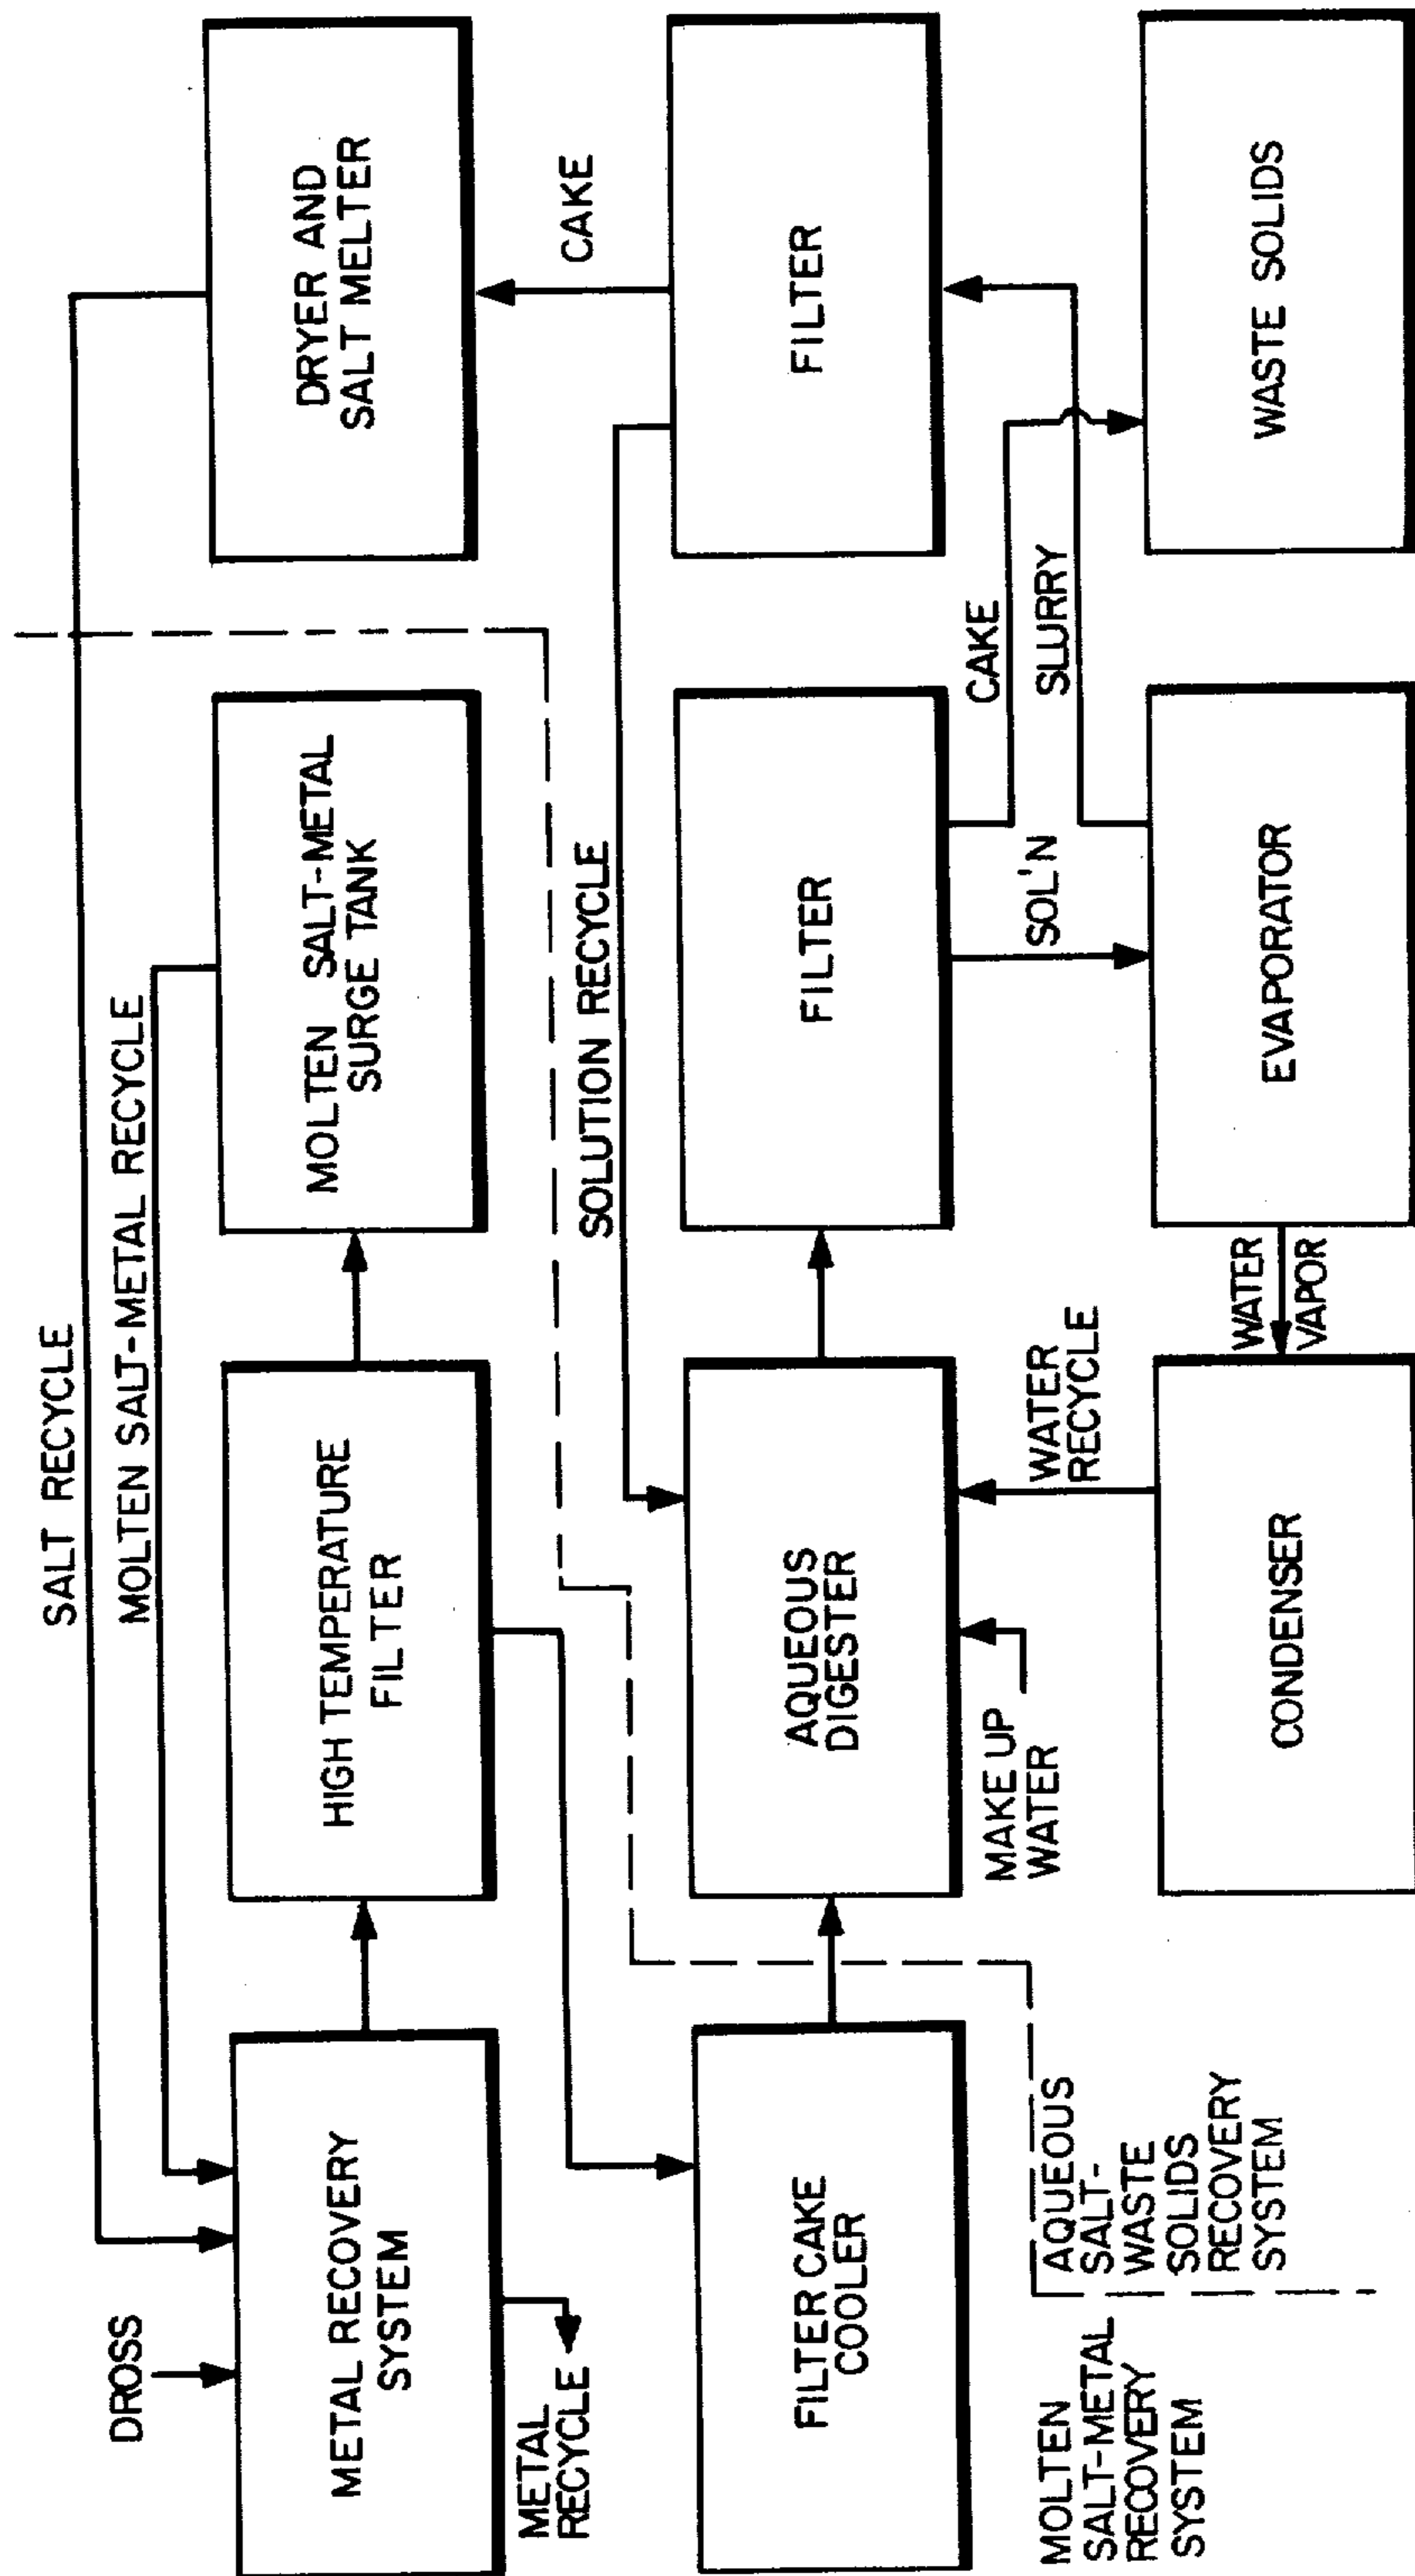 SALT RECYCLE
MOLTEN SALT-METAL RECYCLE
DROSS
METAL RECOVERY
SYSTEM
HIGH TEMPERATURE
FILTER
MOLTEN SALT-METAL
SURGE TANK
DRYER AND
SALT MELTER
METAL
RECYCLE
SOLUTION RECYCLE
CAKE
FILTER CAKE
COOLER
AQUEOUS
DIGESTER
FILTER
FILTER
MAKE UP
WATER
WATER
RECYCLE
SOL'N
CAKE
SLURRY
MOLTEN
SALT-METAL
RECOVERY
SYSTEM
AQUEOUS
SALT-
WASTE
SOLIDS
RECOVERY
SYSTEM
CONDENSER
WATER
VAPOR
EVAPORATOR
WASTE SOLIDS